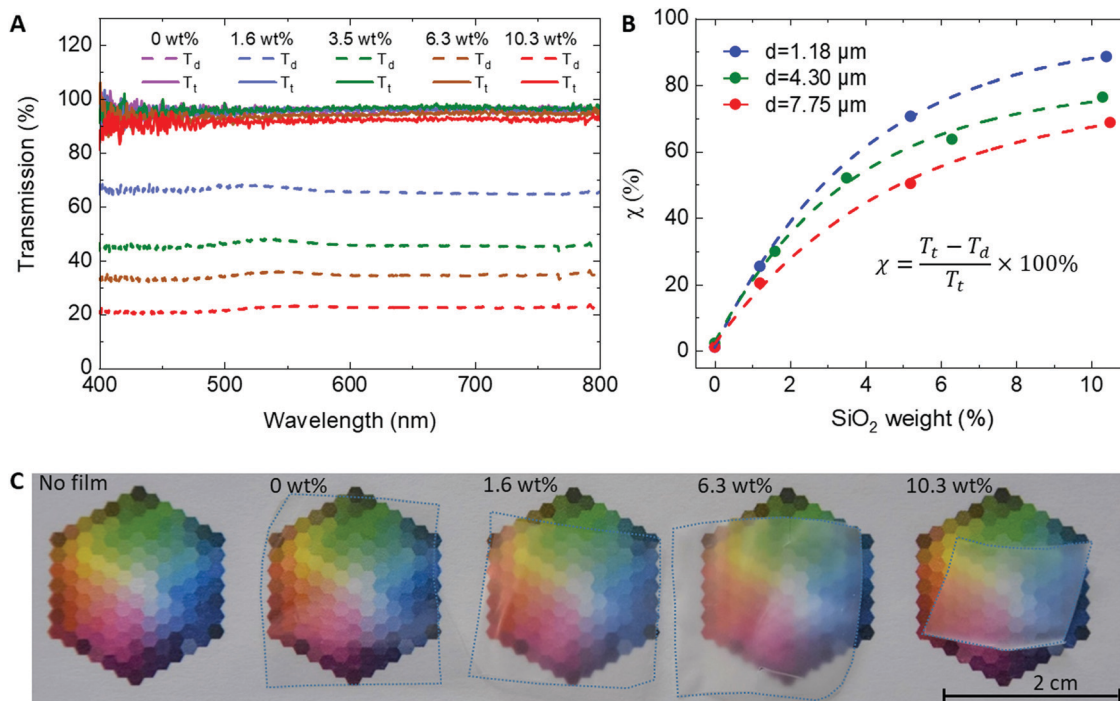 A
120
100
80
60
40
20
0
Transmission (%)
0 wt% 1.6 wt% 3.5 wt% 6.3 wt% 10.3 wt%
T_d T_d T_d T_d T_d
T_t T_t T_t T_t T_t
400 500 600 700 800
Wavelength (nm)
B
100
80
60
40
20
0
χ (%)
d=1.18 µm
d=4.30 µm
d=7.75 µm
χ = (T_t − T_d)/T_t × 100%
0 2 4 6 8 10
SiO₂ weight (%)
C
No film 0 wt% 1.6 wt% 6.3 wt% 10.3 wt%
2 cm